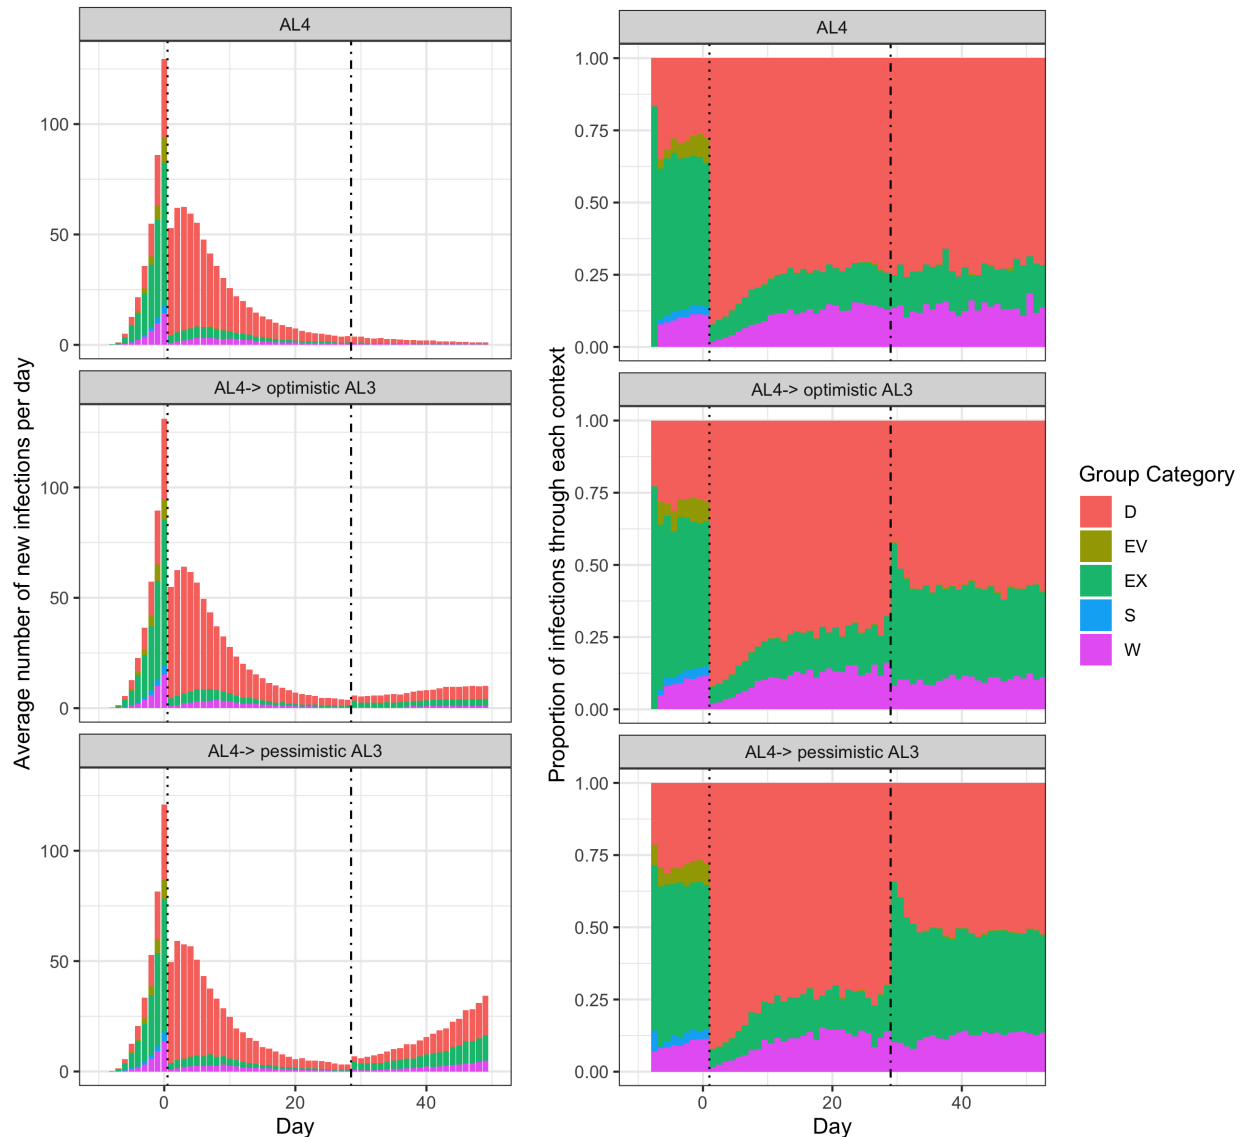 AL4
100
50
0
AL4-> optimistic AL3
100
50
0
AL4-> pessimistic AL3
100
50
0
0
20
40
Day
Average number of new infections per day
AL4
1.00
0.75
0.50
0.25
0.00
AL4-> optimistic AL3
1.00
0.75
0.50
0.25
0.00
AL4-> pessimistic AL3
1.00
0.75
0.50
0.25
0.00
0
20
40
Day
Proportion of infections through each context
Group Category
D
EV
EX
S
W